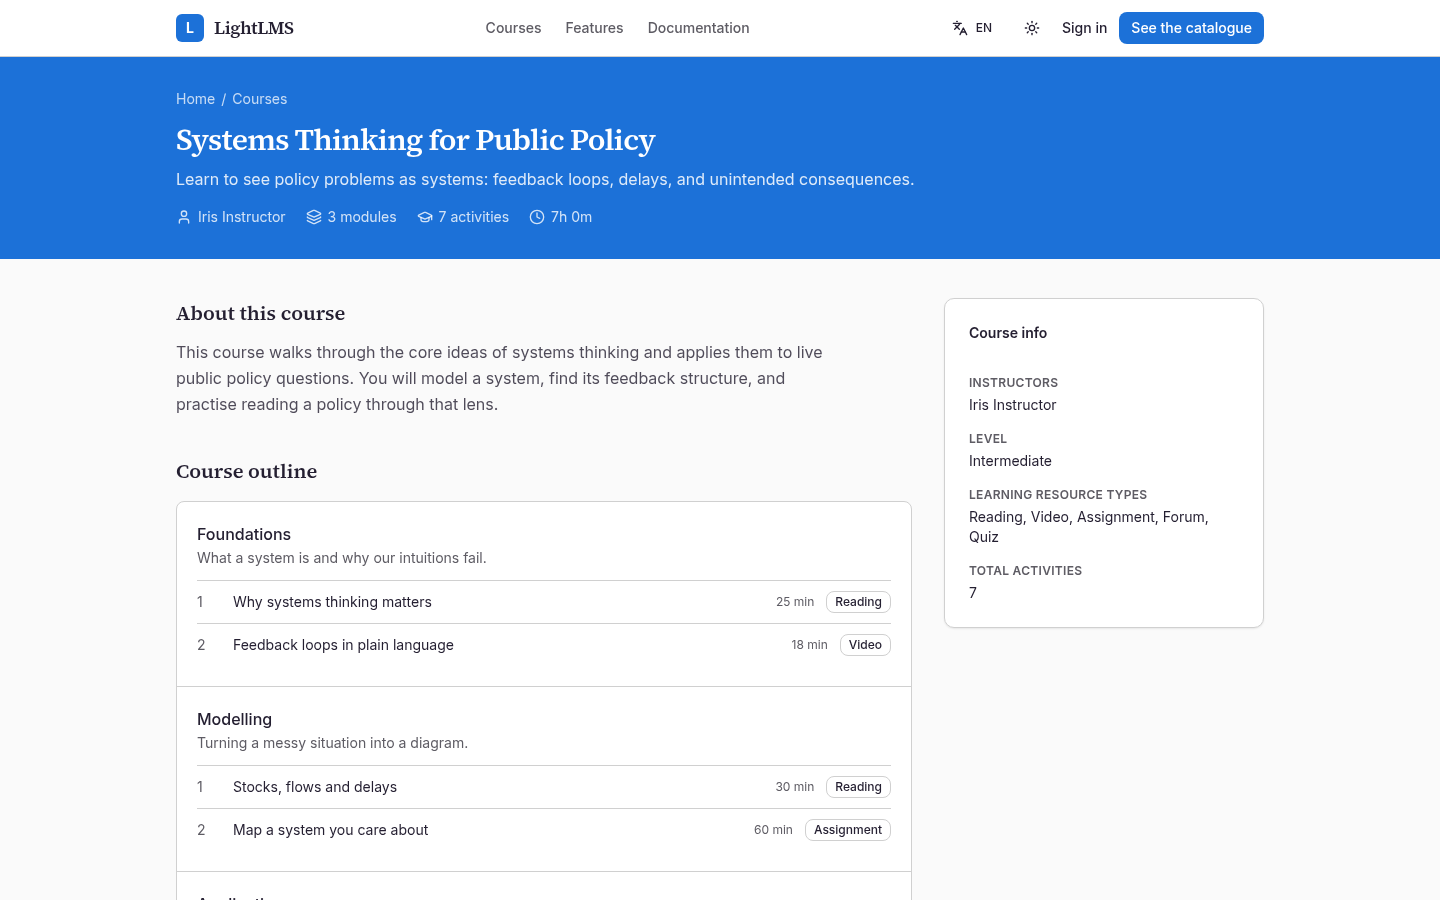 L LightLMS
Courses Features Documentation
EN Sign in See the catalogue
Home / Courses
Systems Thinking for Public Policy
Learn to see policy problems as systems: feedback loops, delays, and unintended consequences.
Iris Instructor 3 modules 7 activities 7h 0m
About this course
This course walks through the core ideas of systems thinking and applies them to live
public policy questions. You will model a system, find its feedback structure, and
practise reading a policy through that lens.
Course outline
Foundations
What a system is and why our intuitions fail.
1 Why systems thinking matters 25 min Reading
2 Feedback loops in plain language 18 min Video
Modelling
Turning a messy situation into a diagram.
1 Stocks, flows and delays 30 min Reading
2 Map a system you care about 60 min Assignment
Course info
INSTRUCTORS
Iris Instructor
LEVEL
Intermediate
LEARNING RESOURCE TYPES
Reading, Video, Assignment, Forum,
Quiz
TOTAL ACTIVITIES
7